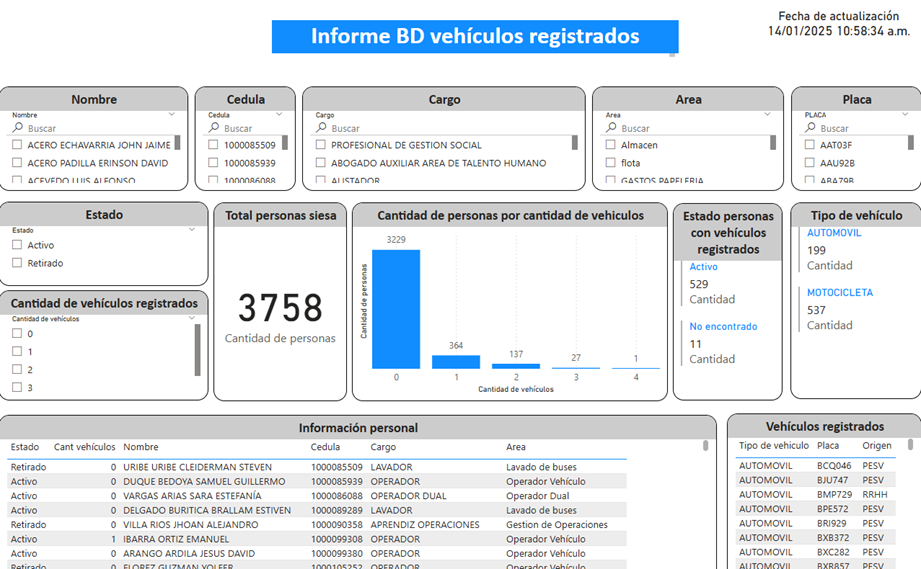 Informe BD vehículos registrados
Fecha de actualización
14/01/2025 10:58:34 a.m.
Nombre
Nombre
Buscar
ACERO ECHAVARRIA JOHN JAIME
ACERO PADILLA ERINSON DAVID
ACEVEDO LUIS ALFONSO
Cedula
Cedula
Buscar
1000085509
1000085939
1000086088
Cargo
Cargo
Buscar
PROFESIONAL DE GESTION SOCIAL
ABOGADO AUXILIAR AREA DE TALENTO HUMANO
ALISTADOR
Area
Area
Buscar
Almacen
flota
GASTOS PAPELERIA
Placa
PLACA
Buscar
AAT03F
AAU92B
ABA79B
Estado
Estado
Activo
Retirado
Cantidad de vehículos registrados
Cantidad de vehículos
0
1
2
3
Total personas siesa
3758
Cantidad de personas
Cantidad de personas por cantidad de vehiculos
Cantidad de personas
3229
364
137
27
1
0 1 2 3 4
Cantidad de vehículos
Estado personas
con vehículos
registrados
Activo
529
Cantidad
No encontrado
11
Cantidad
Tipo de vehículo
AUTOMOVIL
199
Cantidad
MOTOCICLETA
537
Cantidad
Información personal
Estado Cant vehículos Nombre Cedula Cargo Area
Retirado 0 URIBE URIBE CLEIDERMAN STEVEN 1000085509 LAVADOR Lavado de buses
Activo 0 DUQUE BEDOYA SAMUEL GUILLERMO 1000085939 OPERADOR Operador Vehículo
Activo 0 VARGAS ARIAS SARA ESTEFANÍA 1000086088 OPERADOR DUAL Operador Dual
Activo 0 DELGADO BURITICA BRALLAM ESTIVEN 1000089289 LAVADOR Lavado de buses
Retirado 0 VILLA RIOS JHOAN ALEJANDRO 1000090358 APRENDIZ OPERACIONES Gestion de Operaciones
Activo 1 IBARRA ORTIZ EMANUEL 1000099308 OPERADOR Operador Vehículo
Activo 0 ARANGO ARDILA JESUS DAVID 1000099380 OPERADOR Operador Vehículo
Retirado 0 FLOREZ GUZMAN YOLFER 1000105252 OPERADOR Operador Vehículo
Vehículos registrados
Tipo de vehiculo Placa Origen
AUTOMOVIL BCQ046 PESV
AUTOMOVIL BJU747 PESV
AUTOMOVIL BMP729 RRHH
AUTOMOVIL BPE572 PESV
AUTOMOVIL BRI929 PESV
AUTOMOVIL BXB372 PESV
AUTOMOVIL BXC282 PESV
AUTOMOVIL BXR857 PESV